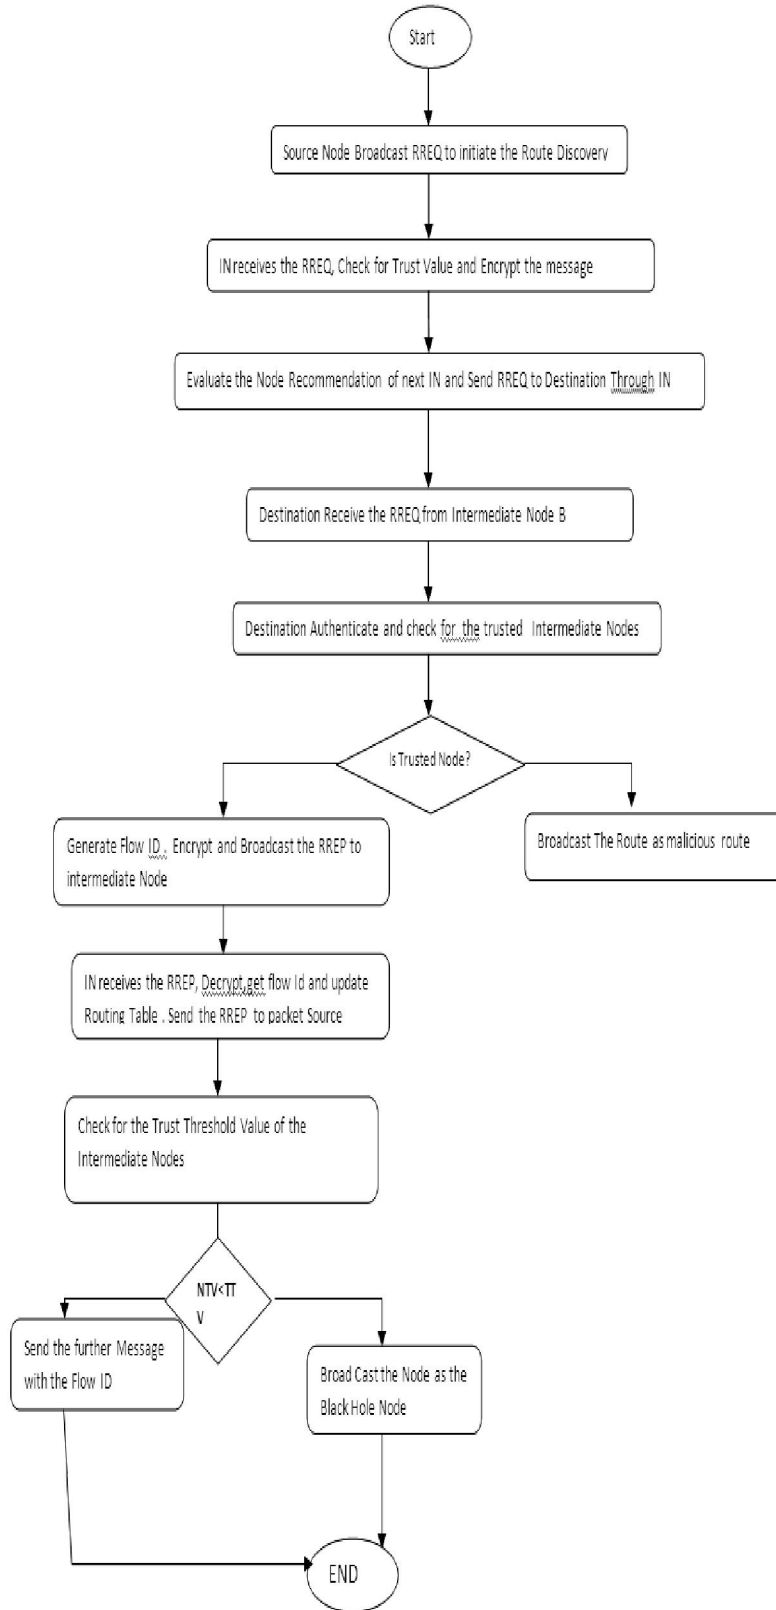 Start
Source Node Broadcast RREQ to initiate the Route Discovery
IN receives the RREQ, Check for Trust Value and Encrypt the message
Evaluate the Node Recommendation of next IN and Send RREQ to Destination Through IN
Destination Receive the RREQ from Intermediate Node B
Destination Authenticate and check for the trusted Intermediate Nodes
Is Trusted Node?
Generate Flow ID . Encrypt and Broadcast the RREP to
intermediate Node
Broadcast The Route as malicious route
IN receives the RREP, Decrypt,get flow Id and update
Routing Table . Send the RREP to packet Source
Check for the Trust Threshold Value of the
Intermediate Nodes
NTV<TT
V
Send the further Message
with the Flow ID
Broad Cast the Node as the
Black Hole Node
END